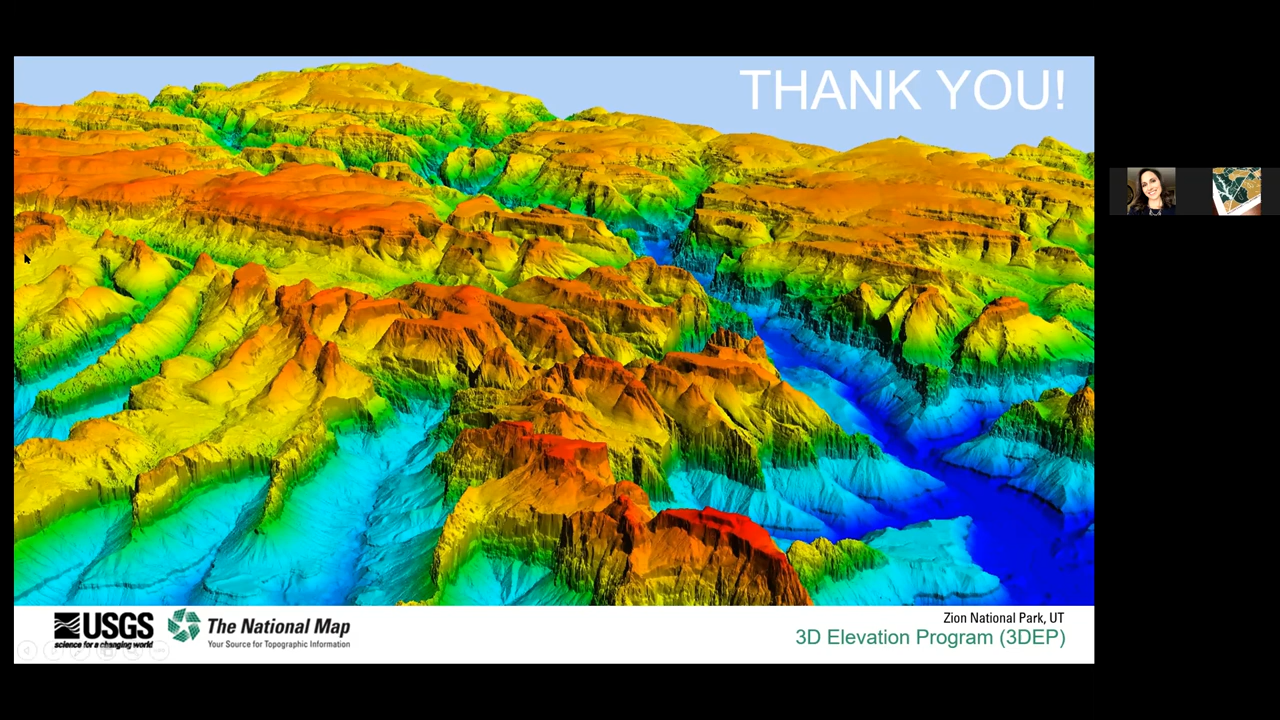 THANK YOU!
USGS
science for a changing world
The National Map
Your Source for Topographic Information
Zion National Park, UT
3D Elevation Program (3DEP)